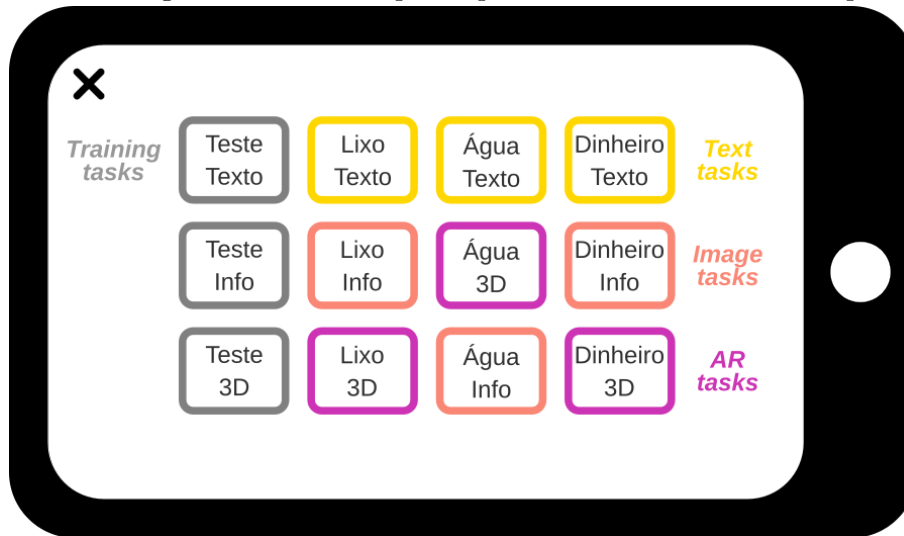 Training
tasks
Teste
Texto
Lixo
Texto
Água
Texto
Dinheiro
Texto
Text
tasks
Teste
Info
Lixo
Info
Água
3D
Dinheiro
Info
Image
tasks
Teste
3D
Lixo
3D
Água
Info
Dinheiro
3D
AR
tasks